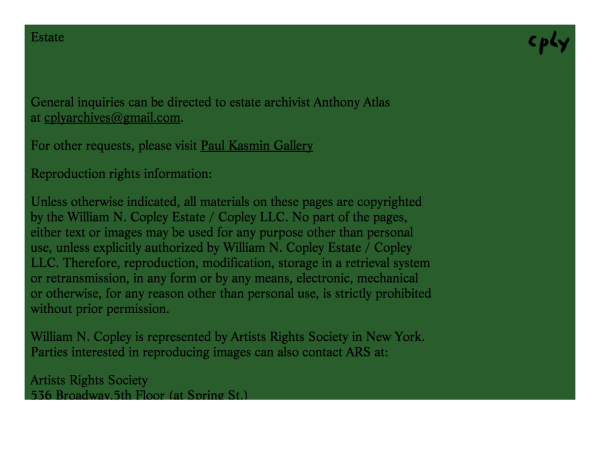 Estate
cply
General inquiries can be directed to estate archivist Anthony Atlas
at cplyarchives@gmail.com.
For other requests, please visit Paul Kasmin Gallery
Reproduction rights information:
Unless otherwise indicated, all materials on these pages are copyrighted
by the William N. Copley Estate / Copley LLC. No part of the pages,
either text or images may be used for any purpose other than personal
use, unless explicitly authorized by William N. Copley Estate / Copley
LLC. Therefore, reproduction, modification, storage in a retrieval system
or retransmission, in any form or by any means, electronic, mechanical
or otherwise, for any reason other than personal use, is strictly prohibited
without prior permission.
William N. Copley is represented by Artists Rights Society in New York.
Parties interested in reproducing images can also contact ARS at:
Artists Rights Society
536 Broadway,5th Floor (at Spring St.)